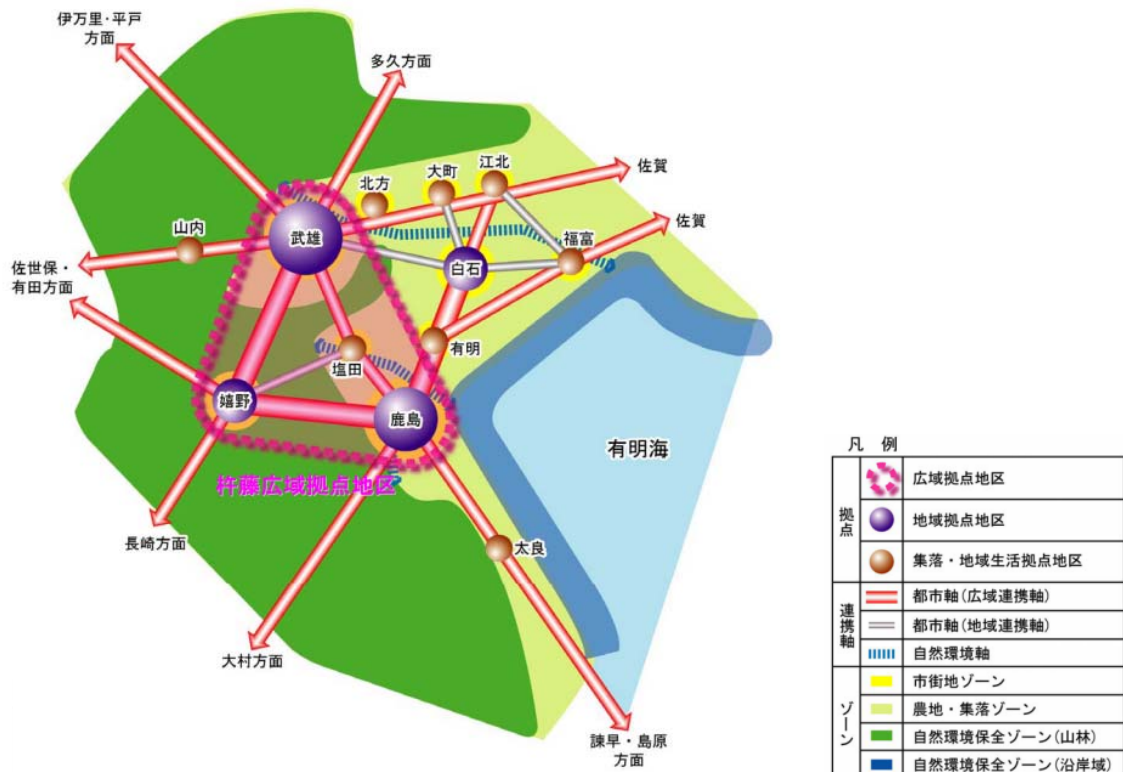 伊万里・平戸
方面
多久方面
佐賀
江北
大町
北方
佐賀
福富
山内
武雄
白石
佐世保・
有田方面
有明
塩田
嬉野
鹿島
有明海
杵藤広域拠点地区
長崎方面
太良
大村方面
諫早・島原
方面
凡 例
拠点
広域拠点地区
地域拠点地区
集落・地域生活拠点地区
連携軸
都市軸(広域連携軸)
都市軸(地域連携軸)
自然環境軸
ゾーン
市街地ゾーン
農地・集落ゾーン
自然環境保全ゾーン(山林)
自然環境保全ゾーン(沿岸域)